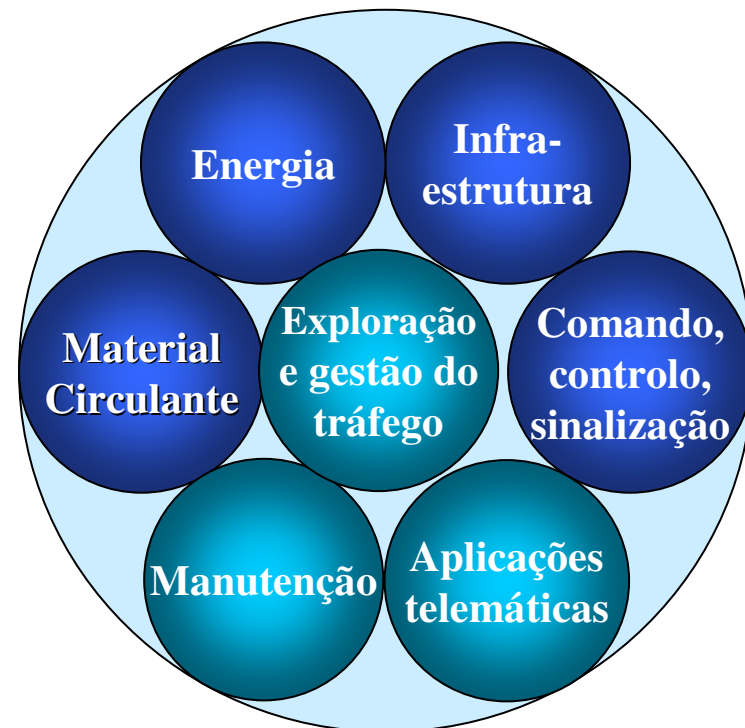 Energia
Infra-
estrutura
Material
Circulante
Exploração
e gestão do
tráfego
Comando,
controlo,
sinalização
Manutenção
Aplicações
telemáticas